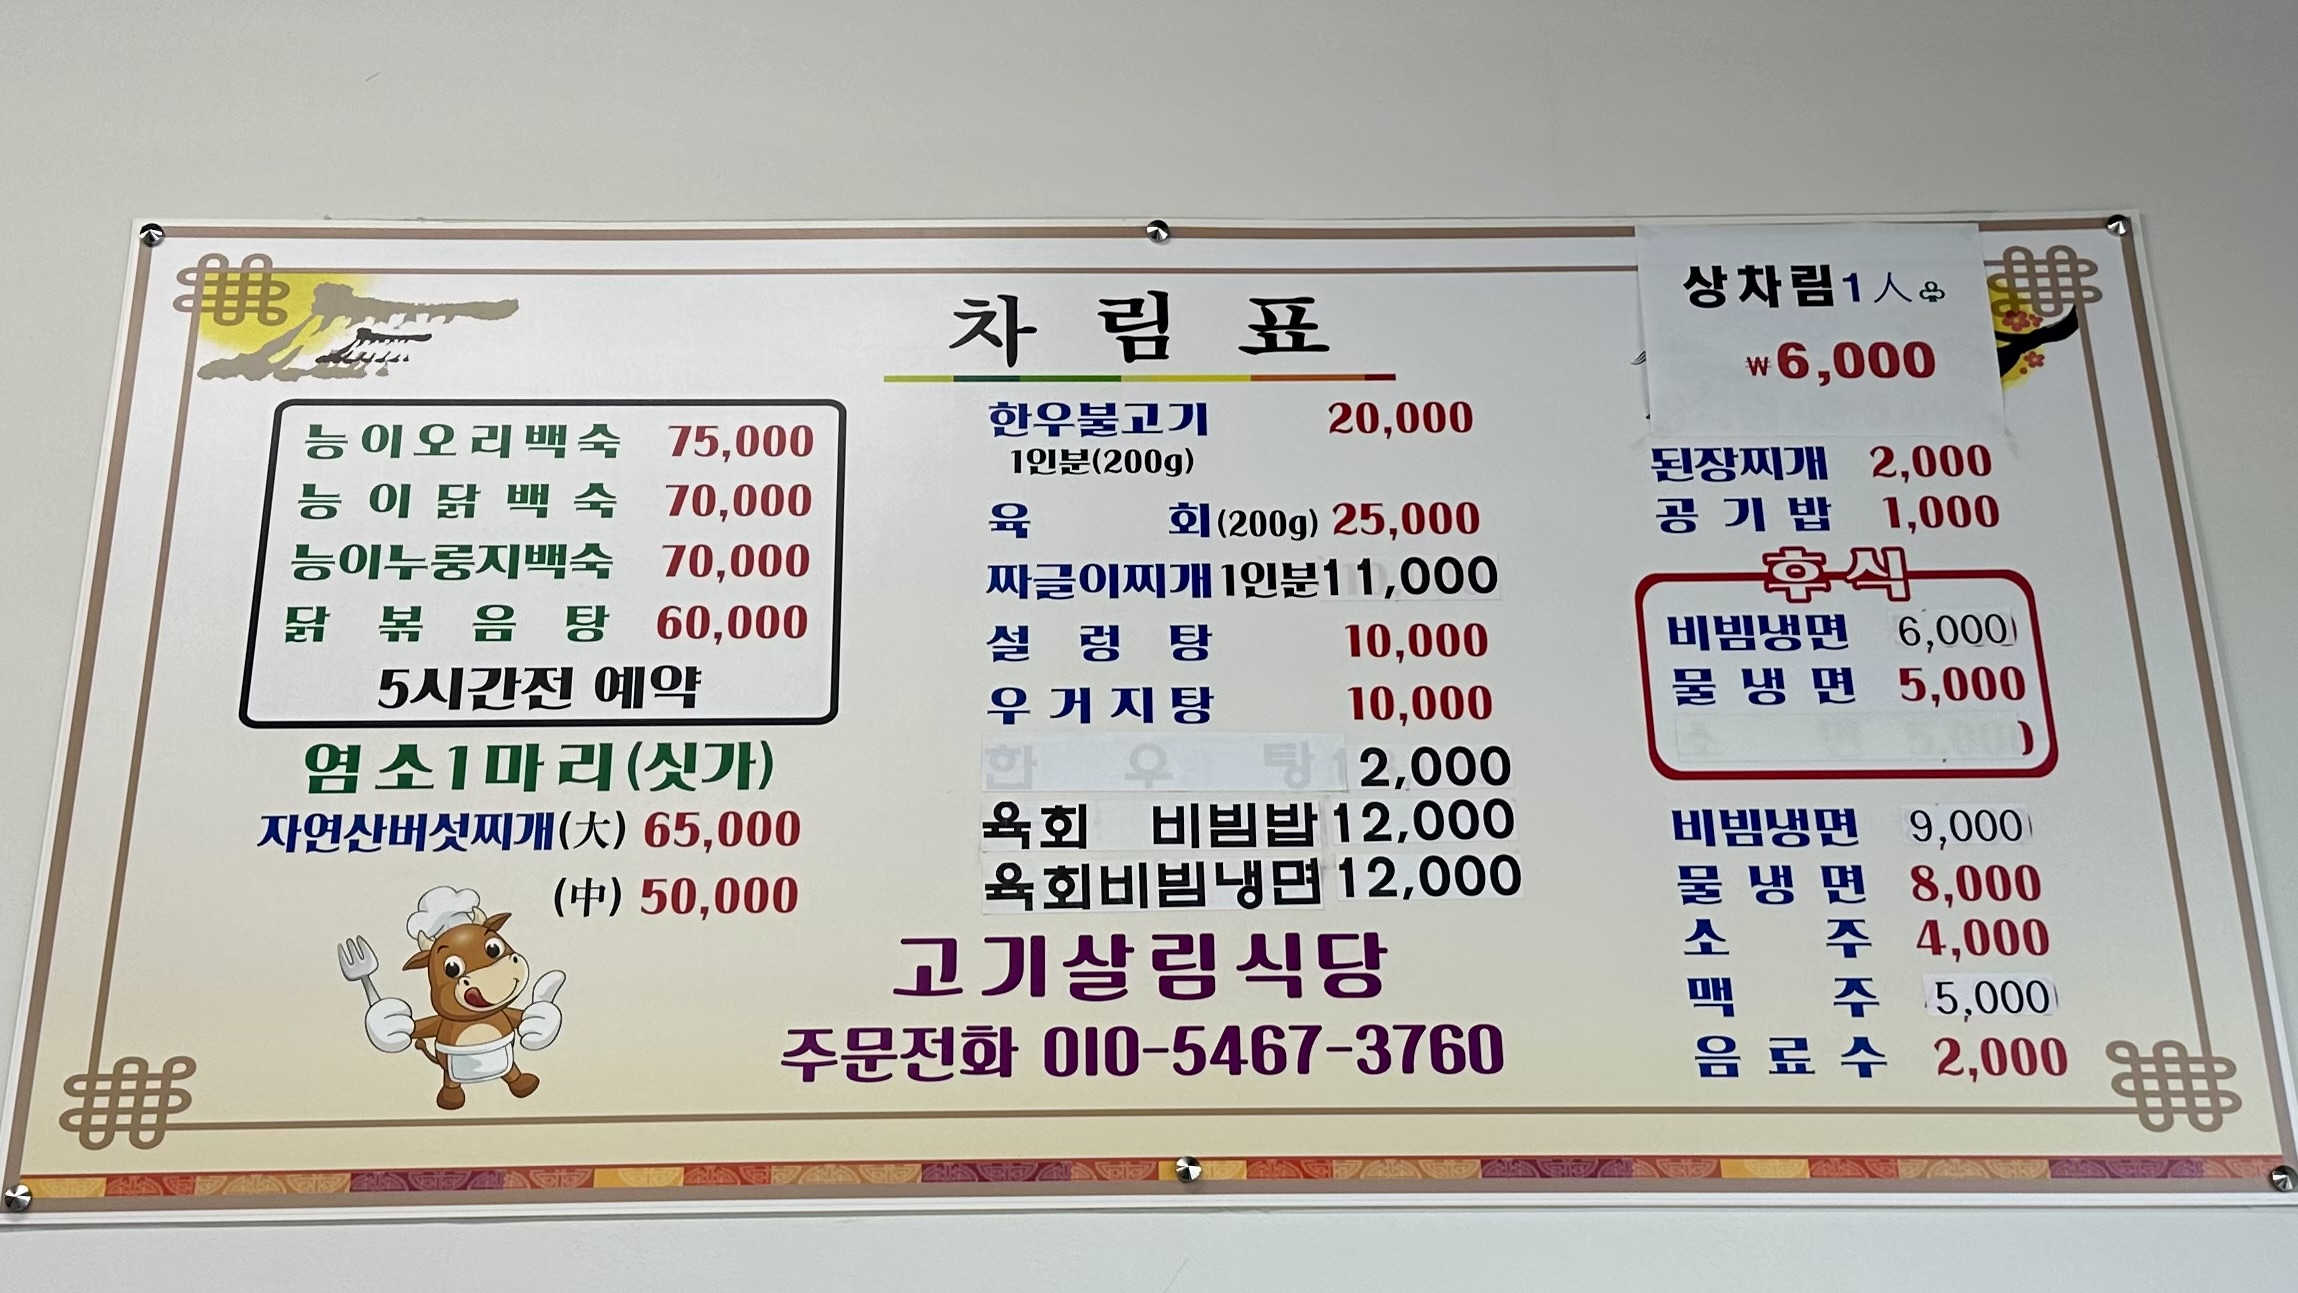 차림표
능이오리백숙 75,000
능이닭백숙 70,000
능이누룽지백숙 70,000
닭볶음탕 60,000
5시간전 예약
염소1마리(싯가)
자연산버섯찌개(大) 65,000
(中) 50,000
한우불고기 20,000
1인분(200g)
육회(200g) 25,000
짜글이찌개1인분11,000
설렁탕 10,000
우거지탕 10,000
한우탕 2,000
육회 비빔밥 12,000
육회비빔냉면 12,000
상차림1人
₩6,000
된장찌개 2,000
공기밥 1,000
후식
비빔냉면 6,000
물냉면 5,000
소면 5,000
비빔냉면 9,000
물냉면 8,000
소주 4,000
맥주 5,000
음료수 2,000
고기살림식당
주문전화 010-5467-3760